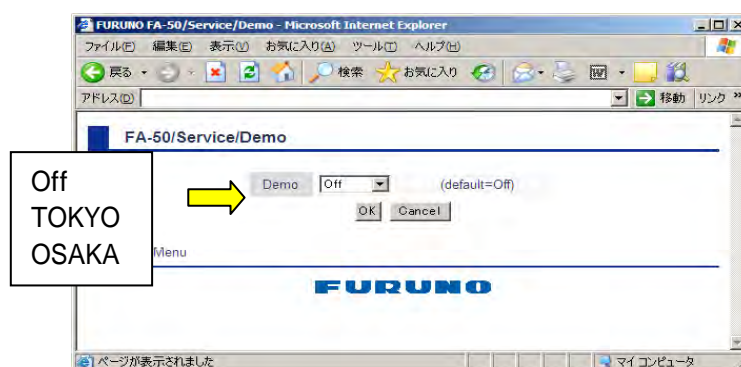 FURUNO FA-50/Service/Demo - Microsoft Internet Explorer
ファイル(F) 編集(E) 表示(V) お気に入り(A) ツール(T) ヘルプ(H)
戻る 検索 お気に入り
アドレス(D) 移動 リンク »
FA-50/Service/Demo
Off
TOKYO
OSAKA
Demo Off (default=Off)
OK Cancel
Menu
FURUNO
ページが表示されました マイ コンピュータ